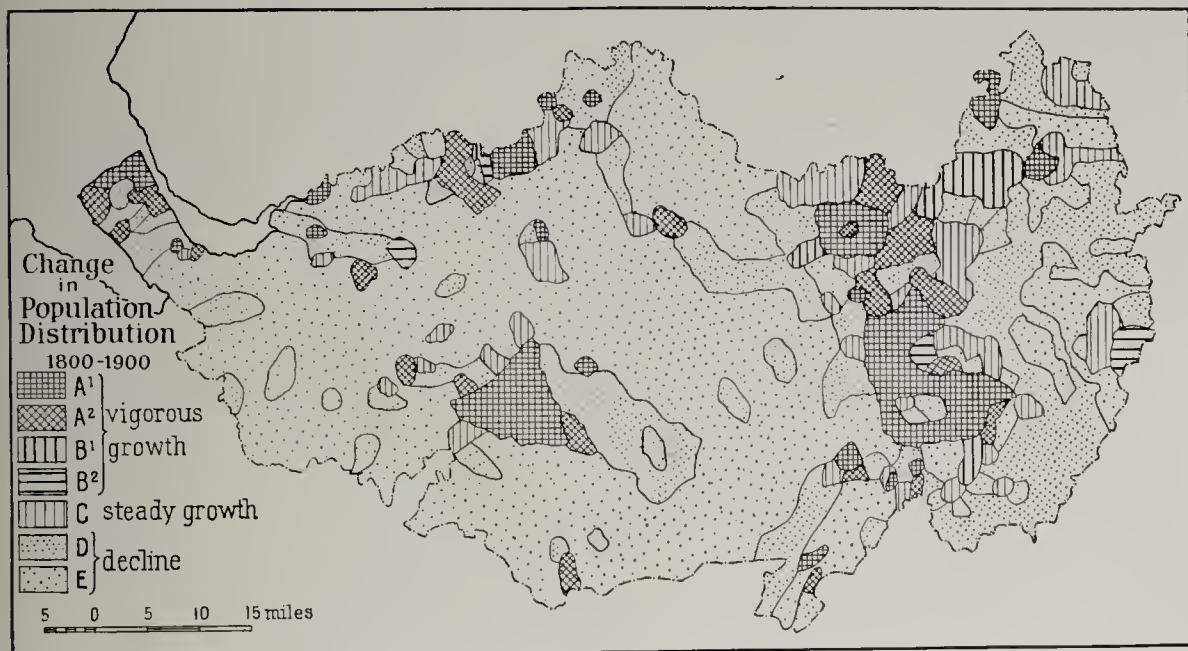 Change
in
Population
Distribution
1800-1900
A¹
A² vigorous
B¹ growth
B²
C steady growth
D
E decline
5 0 5 10 15 miles